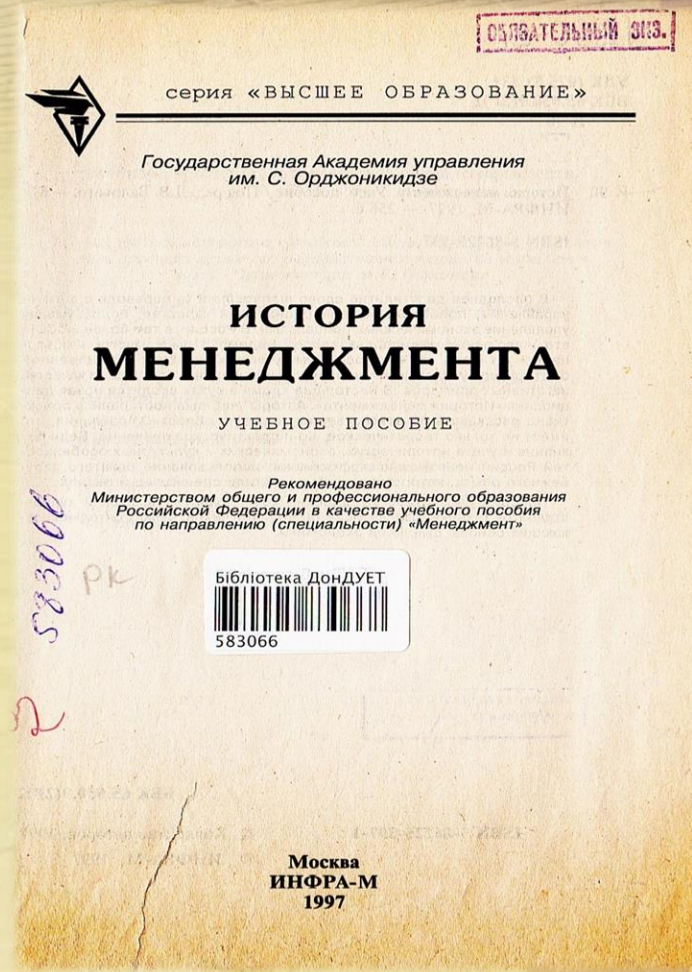 ОБЯЗАТЕЛЬНЫЙ ЭКЗ.
серия «ВЫСШЕЕ ОБРАЗОВАНИЕ»
Государственная Академия управления
им. С. Орджоникидзе
ИСТОРИЯ
МЕНЕДЖМЕНТА
УЧЕБНОЕ ПОСОБИЕ
Рекомендовано
Министерством общего и профессионального образования
Российской Федерации в качестве учебного пособия
по направлению (специальности) «Менеджмент»
583066
рк
Бібліотека ДонДУЕТ
583066
2
Москва
ИНФРА-М
1997